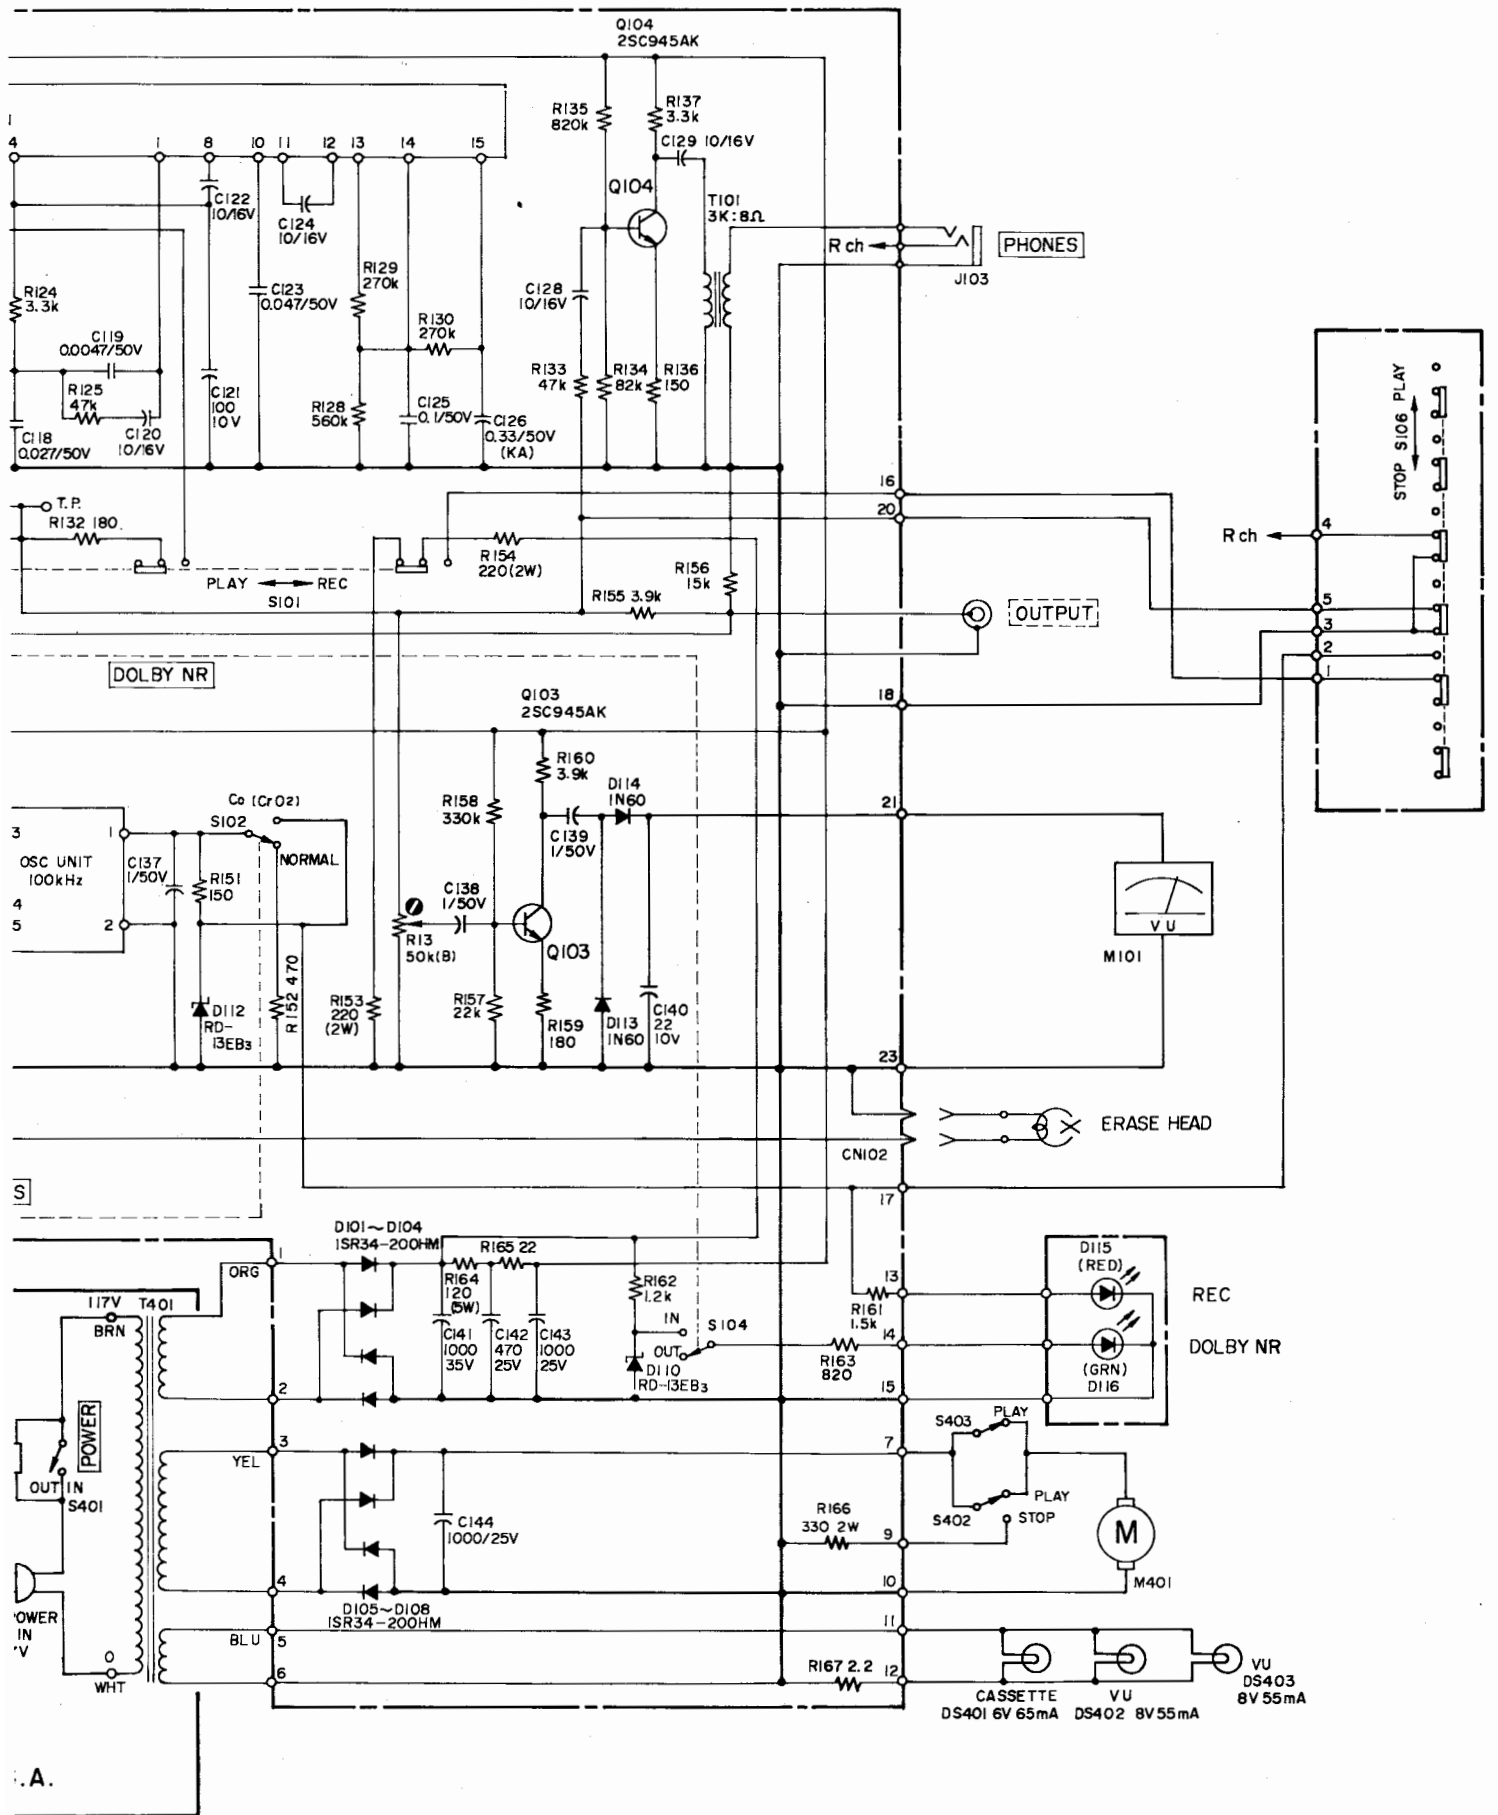 Q104
2SC945AK
R135
820k
R137
3.3k
C129 10/16V
1
4
1
8
10
11
12
13
14
15
C122
10/16V
C124
10/16V
Q104
T101
3K:8Ω
R ch
PHONES
J103
R124
3.3k
C123
0.047/50V
R129
270k
C128
10/16V
C119
0.0047/50V
R130
270k
R125
47k
C121
100
10V
R128
560k
C125
0.1/50V
C126
0.33/50V
(KA)
R133
47k
R134
82k
R136
150
C118
0.027/50V
C120
10/16V
STOP S106 PLAY
T.P.
R132 180
16
20
R154
220(2W)
R156
15k
R ch
4
PLAY
REC
S101
R155 3.9k
OUTPUT
5
3
2
1
DOLBY NR
18
Q103
2SC945AK
R160
3.9k
D114
1N60
21
Co (CrO2)
S102
R158
330k
C139
1/50V
3
1
OSC UNIT
100kHz
4
5
2
C137
1/50V
R151
150
NORMAL
C138
1/50V
R13
50k(B)
Q103
VU
M101
D112
RD-
13EB3
R152 470
R153
220
(2W)
R157
22k
R159
180
D113
1N60
C140
22
10V
23
ERASE HEAD
CN102
S
17
D101~D104
1SR34-200HM
1
ORG
R165 22
R164
120
(5W)
R162
1.2k
D115
(RED)
13
R161
1.5k
REC
117V
T401
BRN
C141
1000
35V
C142
470
25V
C143
1000
25V
IN
S104
OUT
D110
RD-13EB3
14
R163
820
DOLBY NR
(GRN)
D116
2
15
POWER
S403
PLAY
3
YEL
7
OUT
IN
S401
C144
1000/25V
R166
330 2W
S402
PLAY
STOP
9
M
4
10
M401
D105~D108
1SR34-200HM
OWER
IN
V
BLU
5
11
O
WHT
6
R167 2.2
12
CASSETTE
DS401 6V 65mA
VU
DS402 8V 55mA
VU
DS403
8V 55mA
.A.